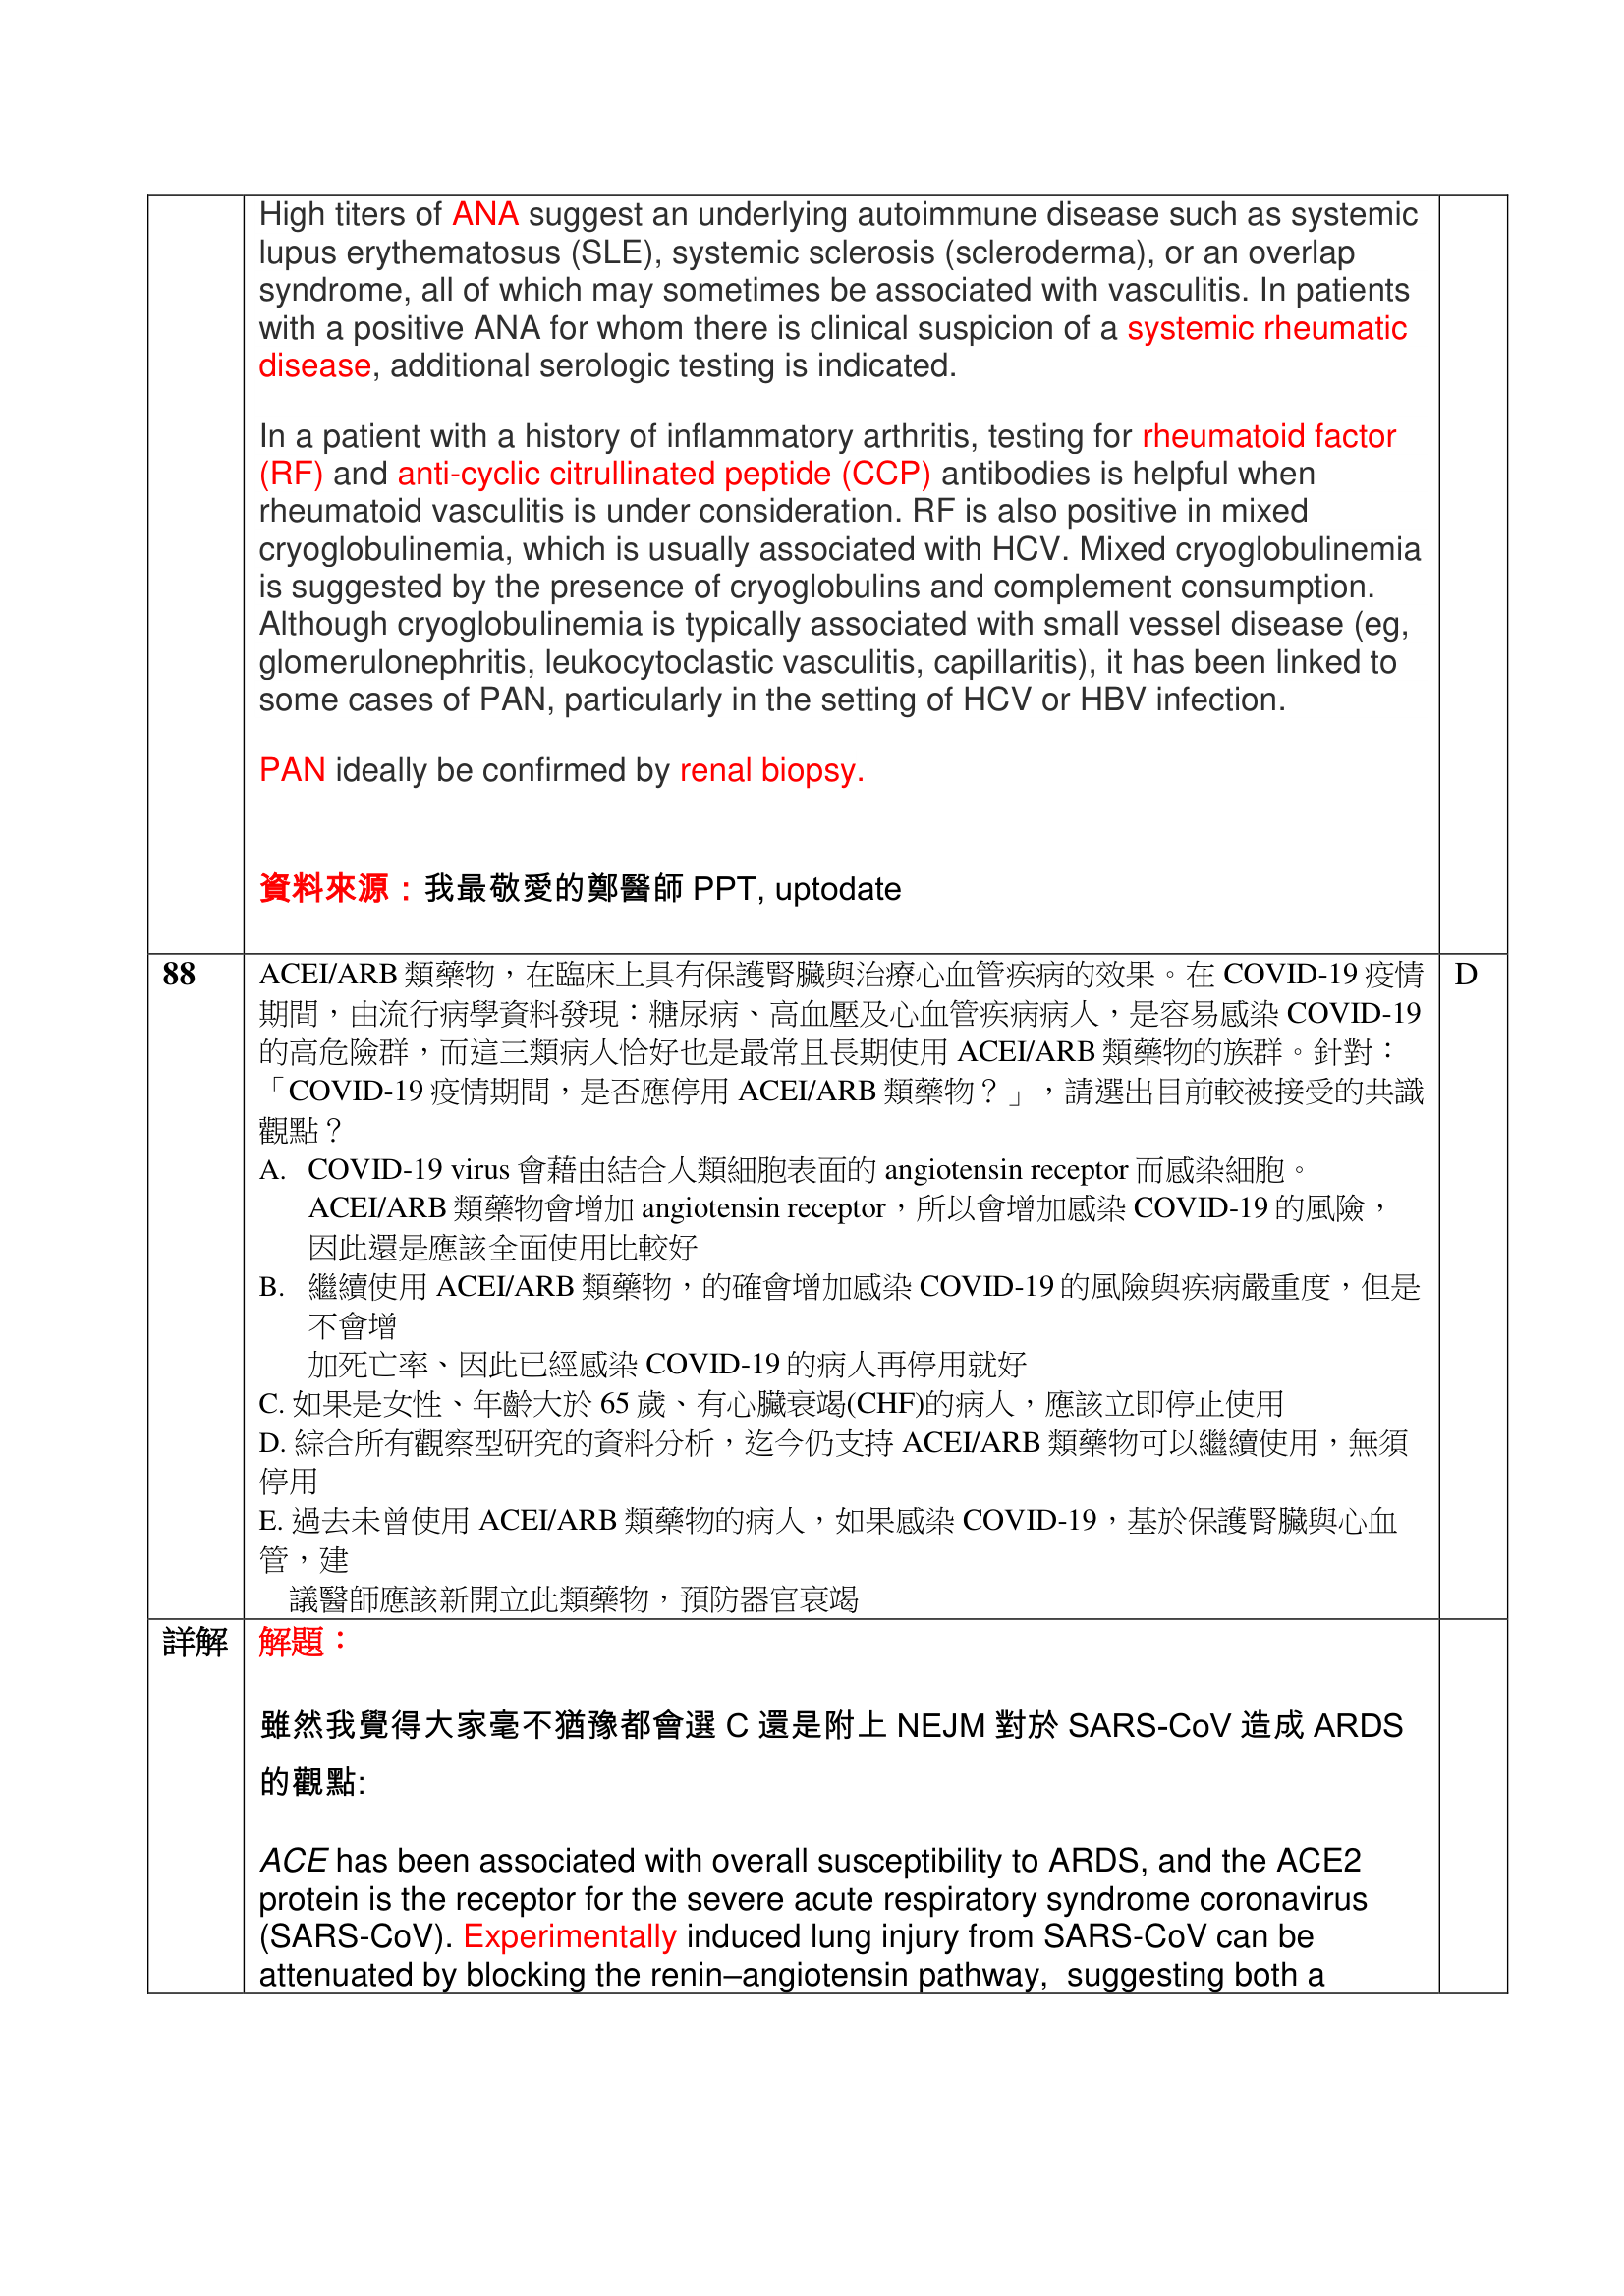 High titers of ANA suggest an underlying autoimmune disease such as systemic
lupus erythematosus (SLE), systemic sclerosis (scleroderma), or an overlap
syndrome, all of which may sometimes be associated with vasculitis. In patients
with a positive ANA for whom there is clinical suspicion of a systemic rheumatic
disease, additional serologic testing is indicated.
In a patient with a history of inflammatory arthritis, testing for rheumatoid factor
(RF) and anti-cyclic citrullinated peptide (CCP) antibodies is helpful when
rheumatoid vasculitis is under consideration. RF is also positive in mixed
cryoglobulinemia, which is usually associated with HCV. Mixed cryoglobulinemia
is suggested by the presence of cryoglobulins and complement consumption.
Although cryoglobulinemia is typically associated with small vessel disease (eg,
glomerulonephritis, leukocytoclastic vasculitis, capillaritis), it has been linked to
some cases of PAN, particularly in the setting of HCV or HBV infection.
PAN ideally be confirmed by renal biopsy.
資料來源：我最敬愛的鄭醫師 PPT, uptodate
88 ACEI/ARB 類藥物，在臨床上具有保護腎臟與治療心血管疾病的效果。在 COVID-19 疫情 D
期間，由流行病學資料發現：糖尿病、高血壓及心血管疾病病人，是容易感染 COVID-19
的高危險群，而這三類病人恰好也是最常且長期使用 ACEI/ARB 類藥物的族群。針對：
「COVID-19 疫情期間，是否應停用 ACEI/ARB 類藥物？」，請選出目前較被接受的共識
觀點？
A. COVID-19 virus 會藉由結合人類細胞表面的 angiotensin receptor 而感染細胞。
ACEI/ARB 類藥物會增加 angiotensin receptor，所以會增加感染 COVID-19 的風險，
因此還是應該全面使用比較好
B. 繼續使用 ACEI/ARB 類藥物，的確會增加感染 COVID-19 的風險與疾病嚴重度，但是
不會增
加死亡率、因此已經感染 COVID-19 的病人再停用就好
C. 如果是女性、年齡大於 65 歲、有心臟衰竭(CHF)的病人，應該立即停止使用
D. 綜合所有觀察型研究的資料分析，迄今仍支持 ACEI/ARB 類藥物可以繼續使用，無須
停用
E. 過去未曾使用 ACEI/ARB 類藥物的病人，如果感染 COVID-19，基於保護腎臟與心血
管，建
議醫師應該新開立此類藥物，預防器官衰竭
詳解 解題：
雖然我覺得大家毫不猶豫都會選 C 還是附上 NEJM 對於 SARS-CoV 造成 ARDS
的觀點:
ACE has been associated with overall susceptibility to ARDS, and the ACE2
protein is the receptor for the severe acute respiratory syndrome coronavirus
(SARS-CoV). Experimentally induced lung injury from SARS-CoV can be
attenuated by blocking the renin–angiotensin pathway, suggesting both a